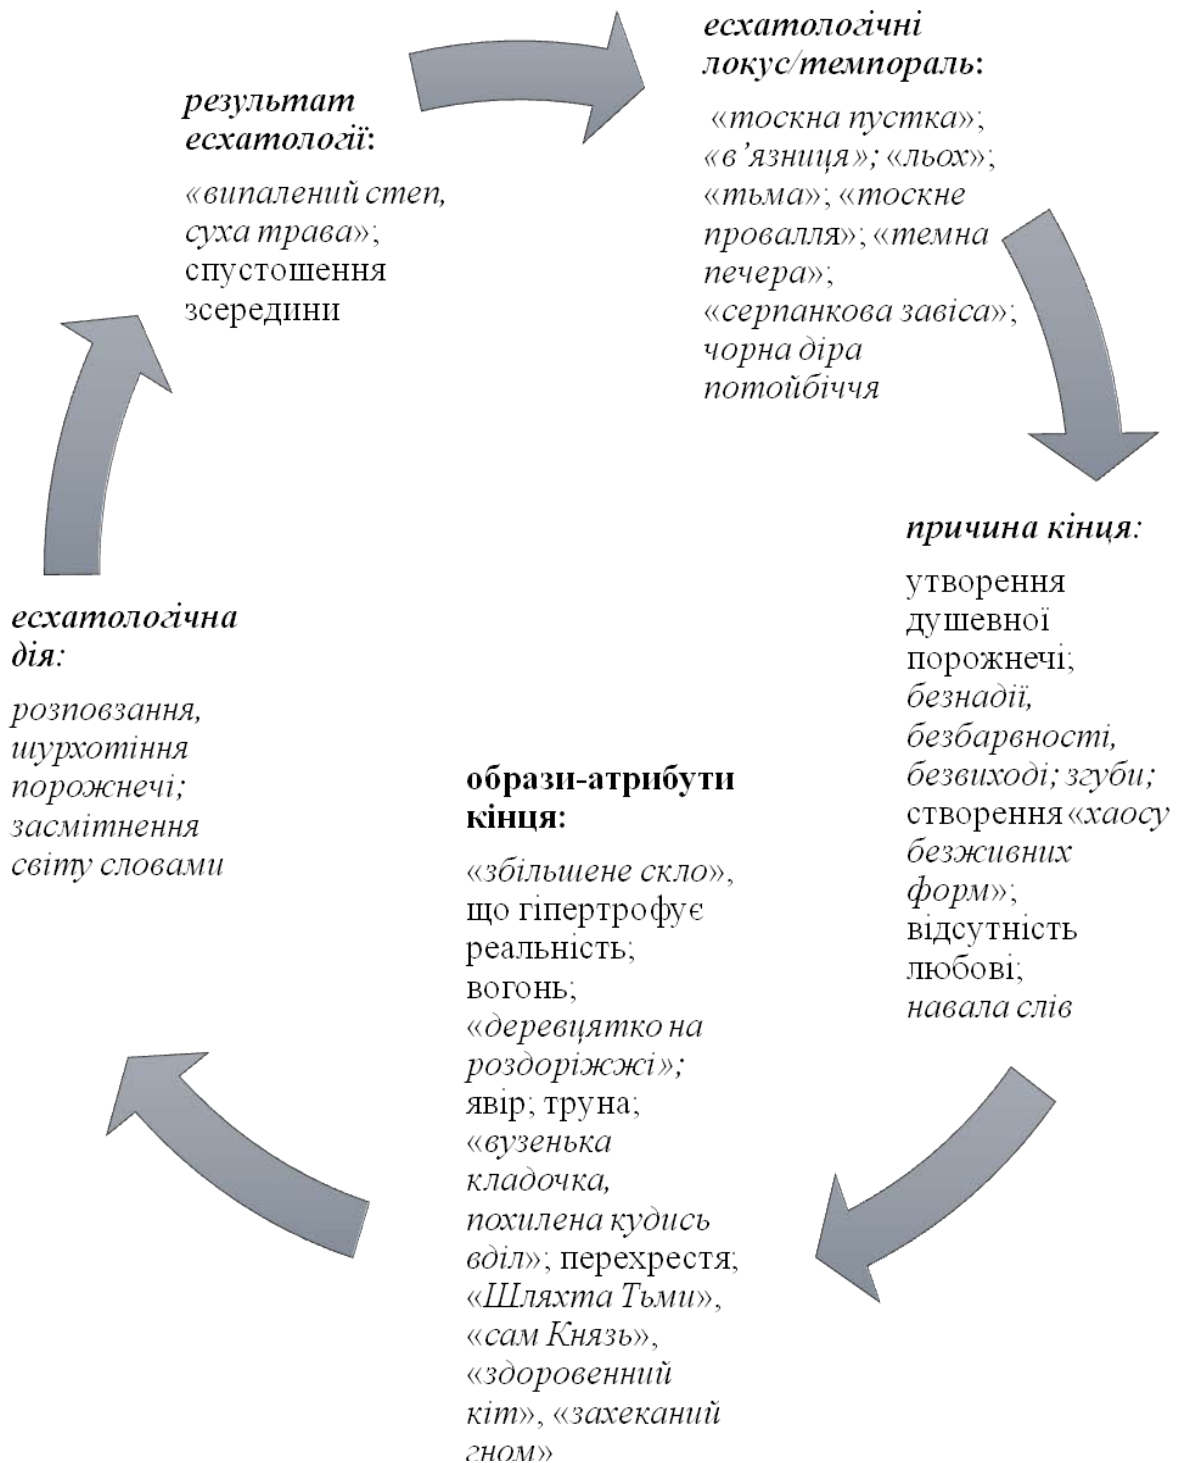 результат
есхатології:
«випалений степ,
суха трава»;
спустошення
зсередини
есхатологічні
локус/темпораль:
«тоскна пустка»;
«в’язниця»; «льох»;
«тьма»; «тоскне
провалля»; «темна
печера»;
«серпанкова завіса»;
чорна діра
потойбіччя
причина кінця:
утворення
душевної
порожнечі;
безнадії,
безбарвності,
безвиході; згуби;
створення «хаосу
безживних
форм»;
відсутність
любові;
навала слів
образи-атрибути
кінця:
«збільшене скло»,
що гіпертрофує
реальність;
вогонь;
«деревцятко на
роздоріжжі»;
явір; труна;
«вузенька
кладочка,
похилена кудись
вділ»; перехрестя;
«Шляхта Тьми»,
«сам Князь»,
«здоровенний
кіт», «захеканий
гном»
есхатологічна
дія:
розповзання,
шурхотіння
порожнечі;
засмітнення
світу словами